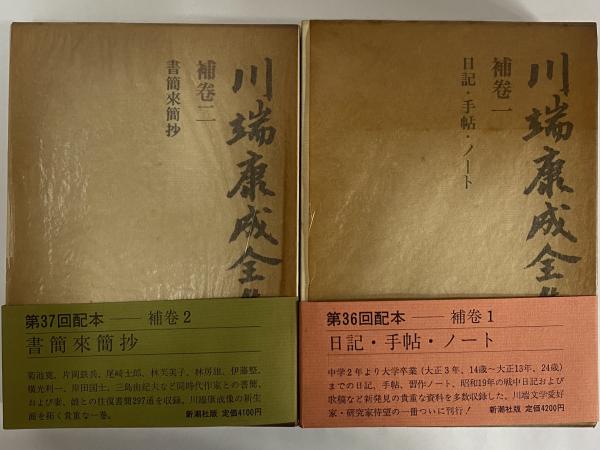 川端康成全集
補巻二
書簡來簡抄
第37回配本 ── 補巻2
書簡來簡抄
菊池寛、片岡鉄兵、尾崎士郎、林芙美子、林房雄、伊藤整、
横光利一、岸田国士、三島由紀夫など同時代作家との書簡、
および妻、娘との往復書簡297通を収録。川端康成像の新生
面を拓く貴重な一巻。
新潮社版 定価4100円
川端康成全集
補巻一
日記・手帖・ノート
第36回配本 ── 補巻1
日記・手帖・ノート
中学2年より大学卒業(大正3年、14歳〜大正13年、24歳)
までの日記、手帖、習作ノート、昭和19年の戦中日記および
歌稿など新発見の貴重な資料を多数収録した、川端文学愛好
家・研究家待望の一冊ついに刊行!
新潮社版 定価4200円